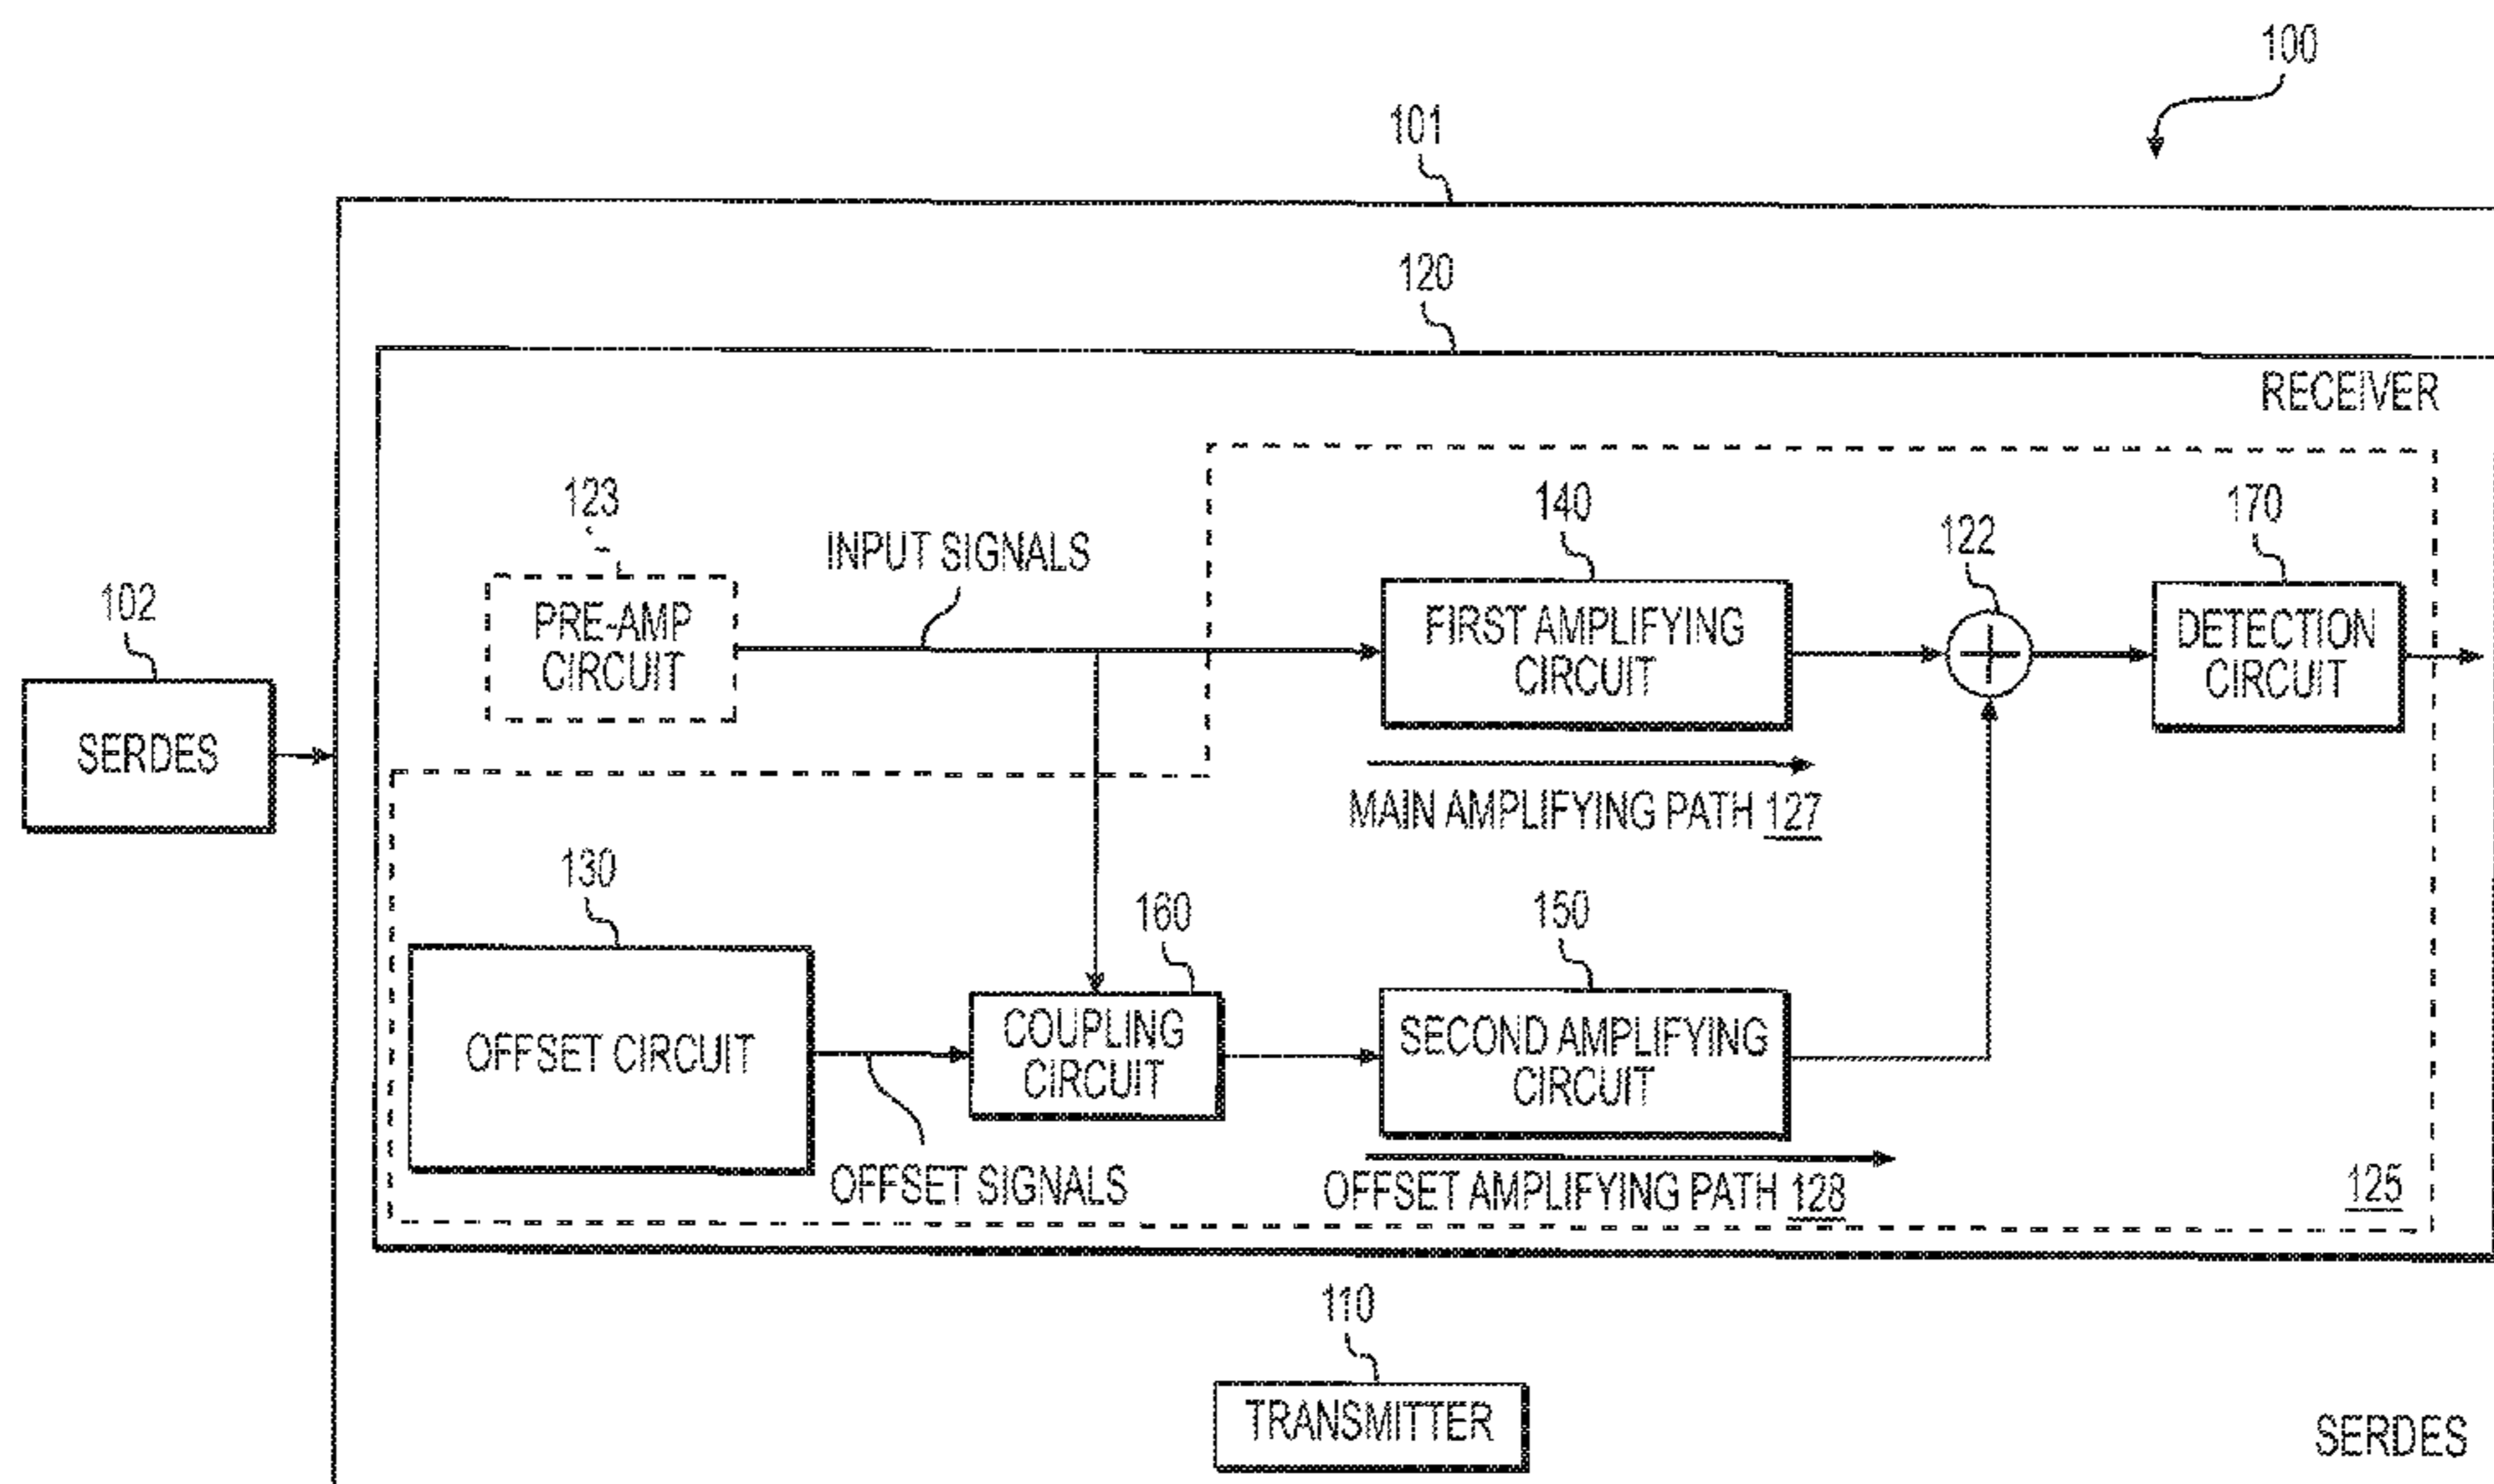 100
101
120
RECEIVER
123
INPUT SIGNALS
140
122
170
102
PRE-AMP
CIRCUIT
FIRST AMPLIFYING
CIRCUIT
DETECTION
CIRCUIT
SERDES
MAIN AMPLIFYING PATH 127
130
160
150
OFFSET CIRCUIT
COUPLING
CIRCUIT
SECOND AMPLIFYING
CIRCUIT
OFFSET SIGNALS
OFFSET AMPLIFYING PATH 128
125
110
TRANSMITTER
SERDES